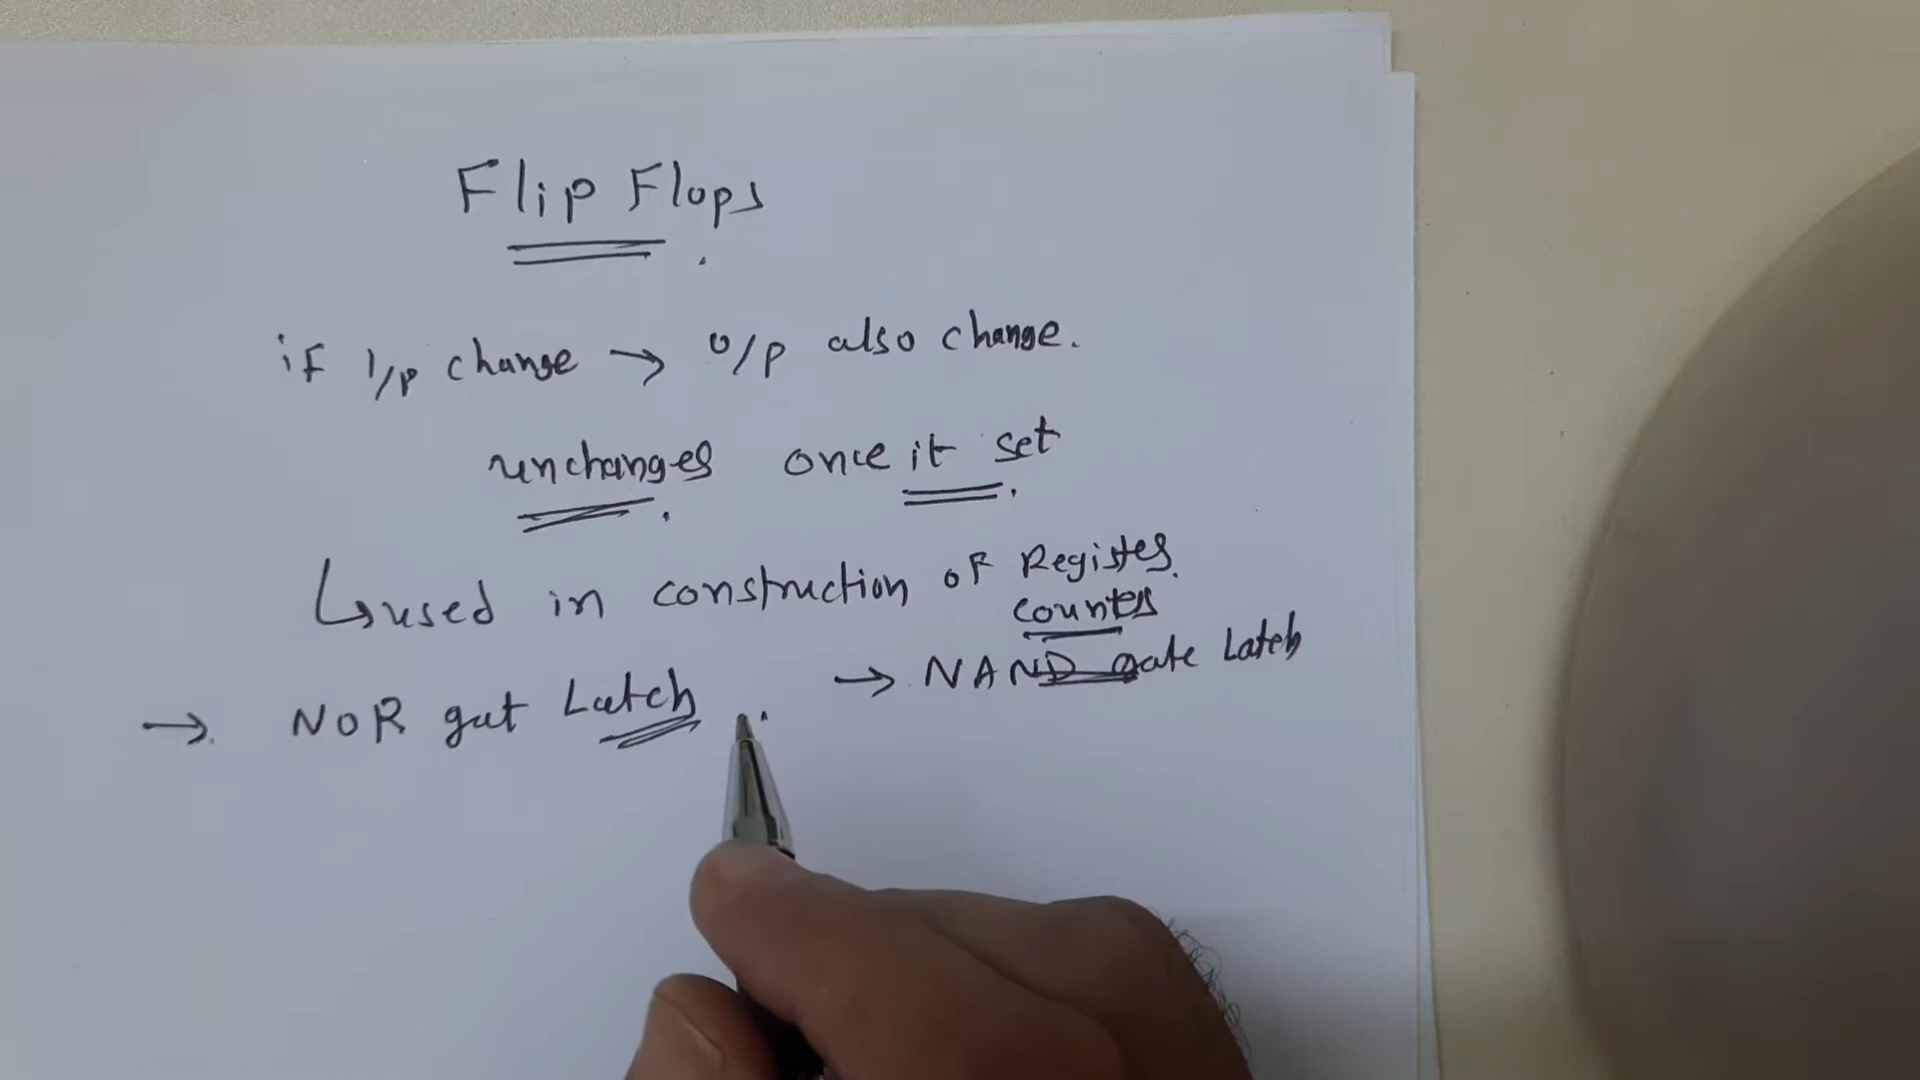 Flip Flops
if I/p change → O/p also change.
unchanges once it set
↳ used in construction of Registes.
countes
→ NOR gat Latch
→ NAND gate Latch